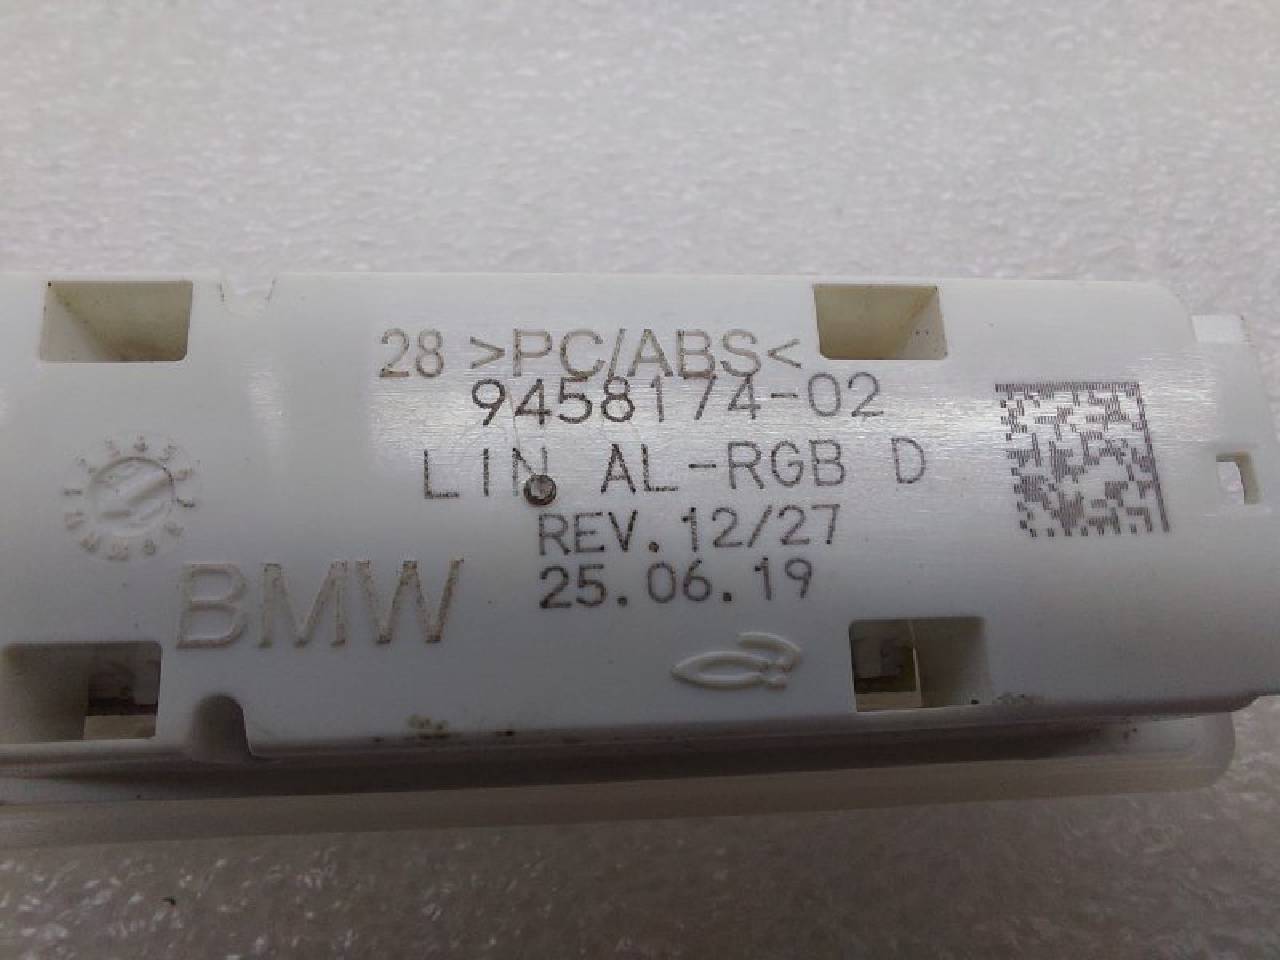 28 >PC/ABS<
9458174-02
LIN AL-RGB D
REV.12/27
25.06.19
BMW